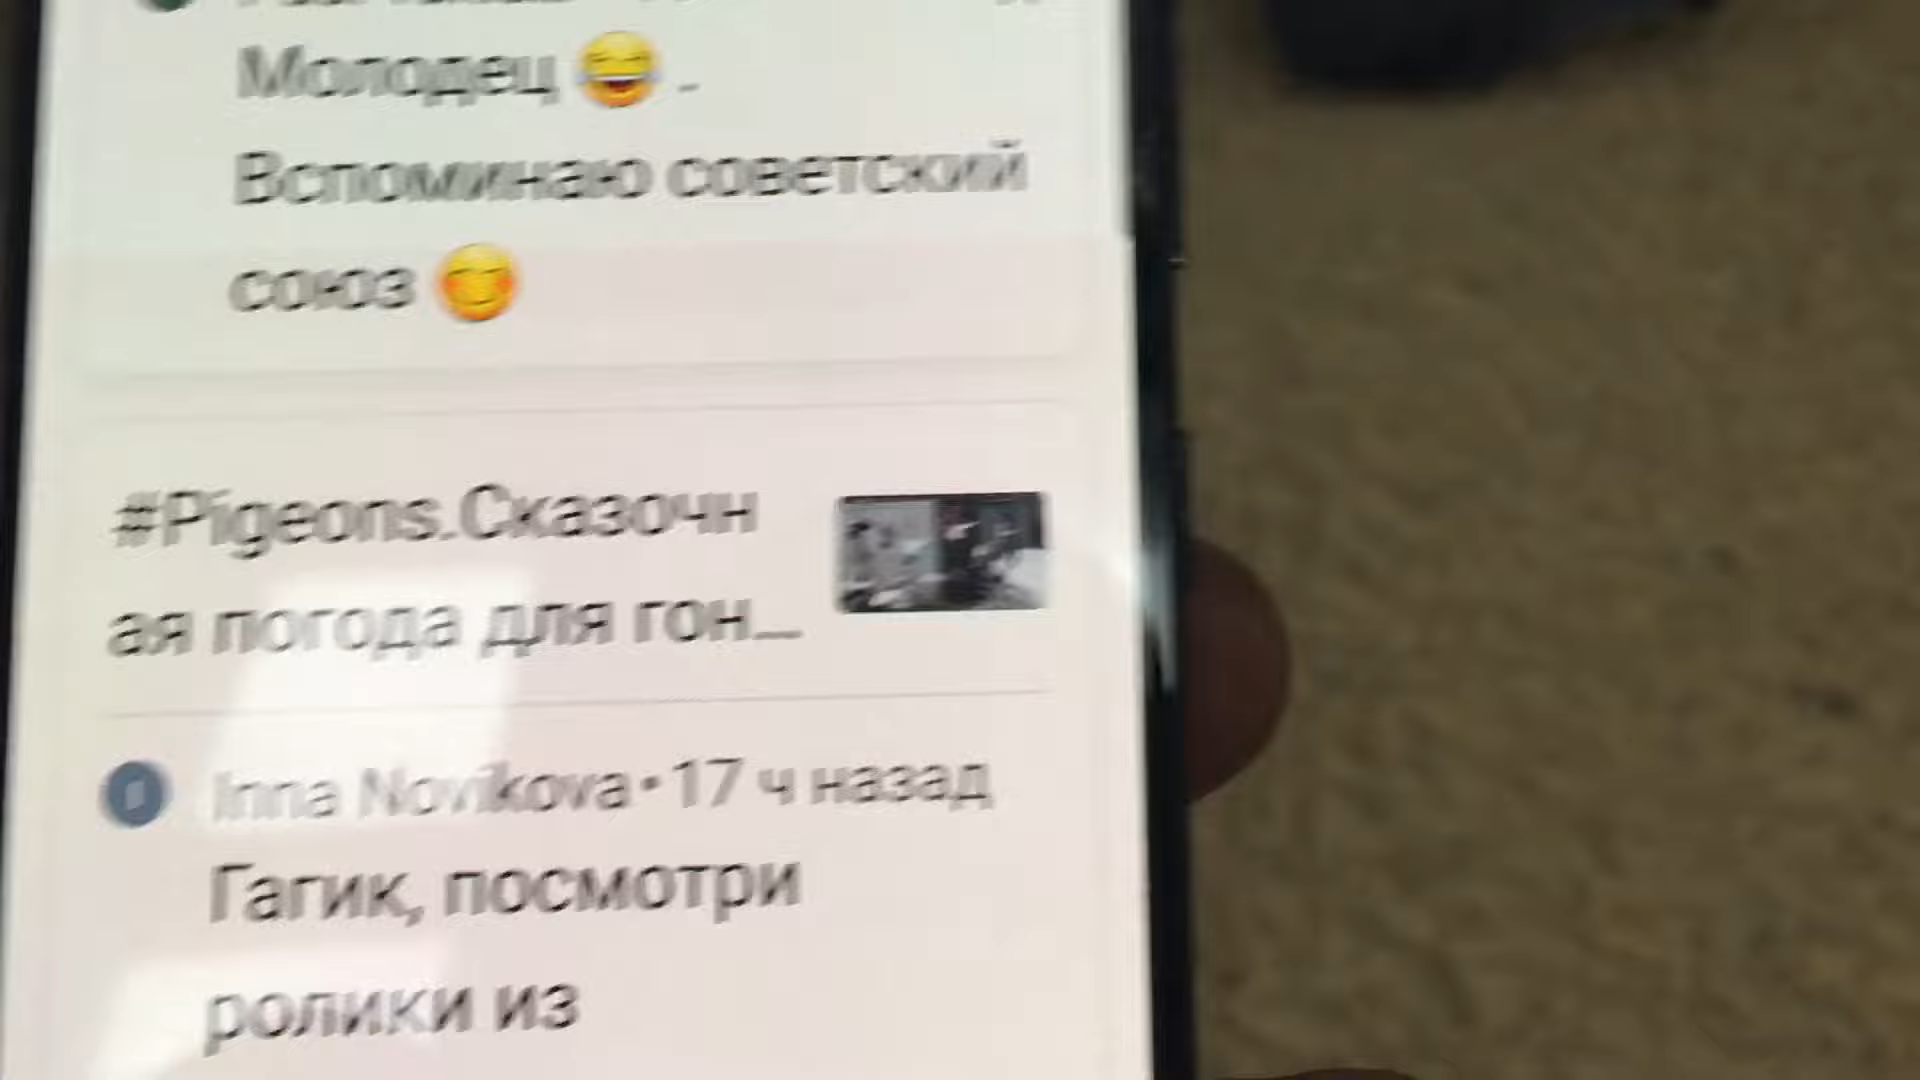 Молодец 😂 .
Вспоминаю советский
союз 😊
#Pigeons.Сказочн
ая погода для гон...
Inna Novikova • 17 ч назад
Гагик, посмотри
ролики из